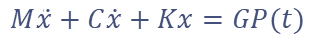 Mẋ + Cẋ + Kx = GP(t)